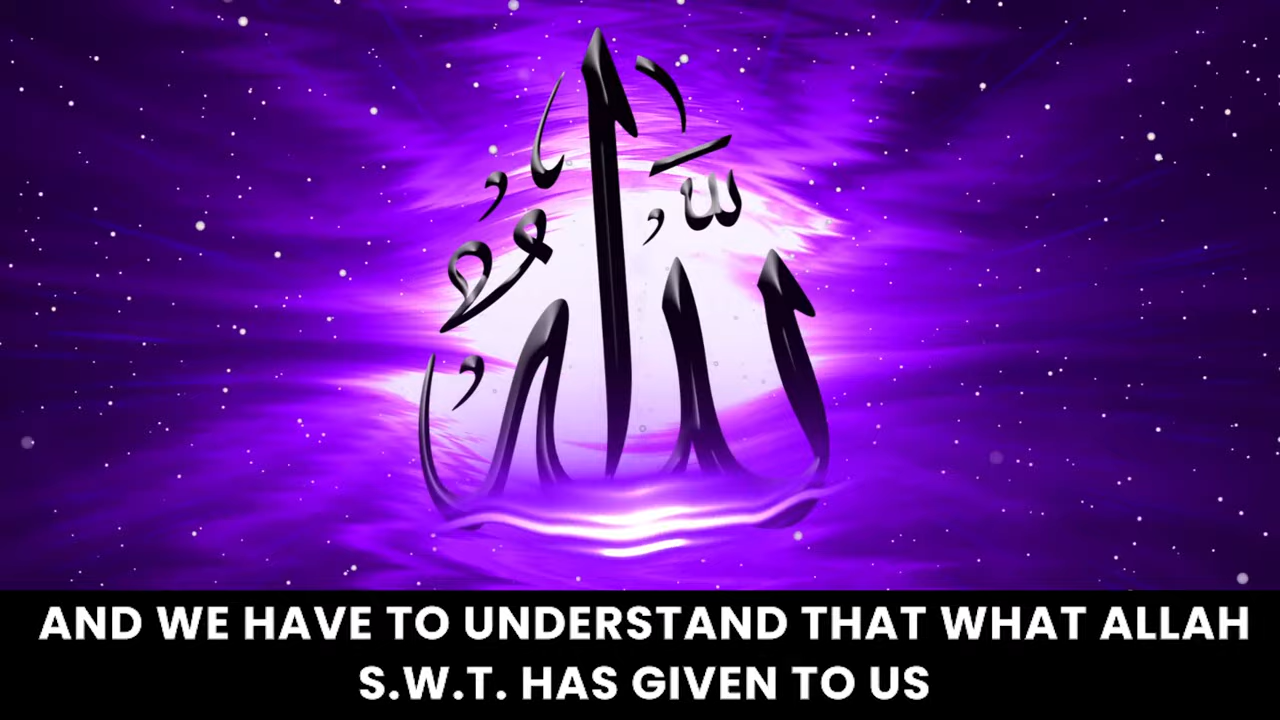 الله
AND WE HAVE TO UNDERSTAND THAT WHAT ALLAH
S.W.T. HAS GIVEN TO US